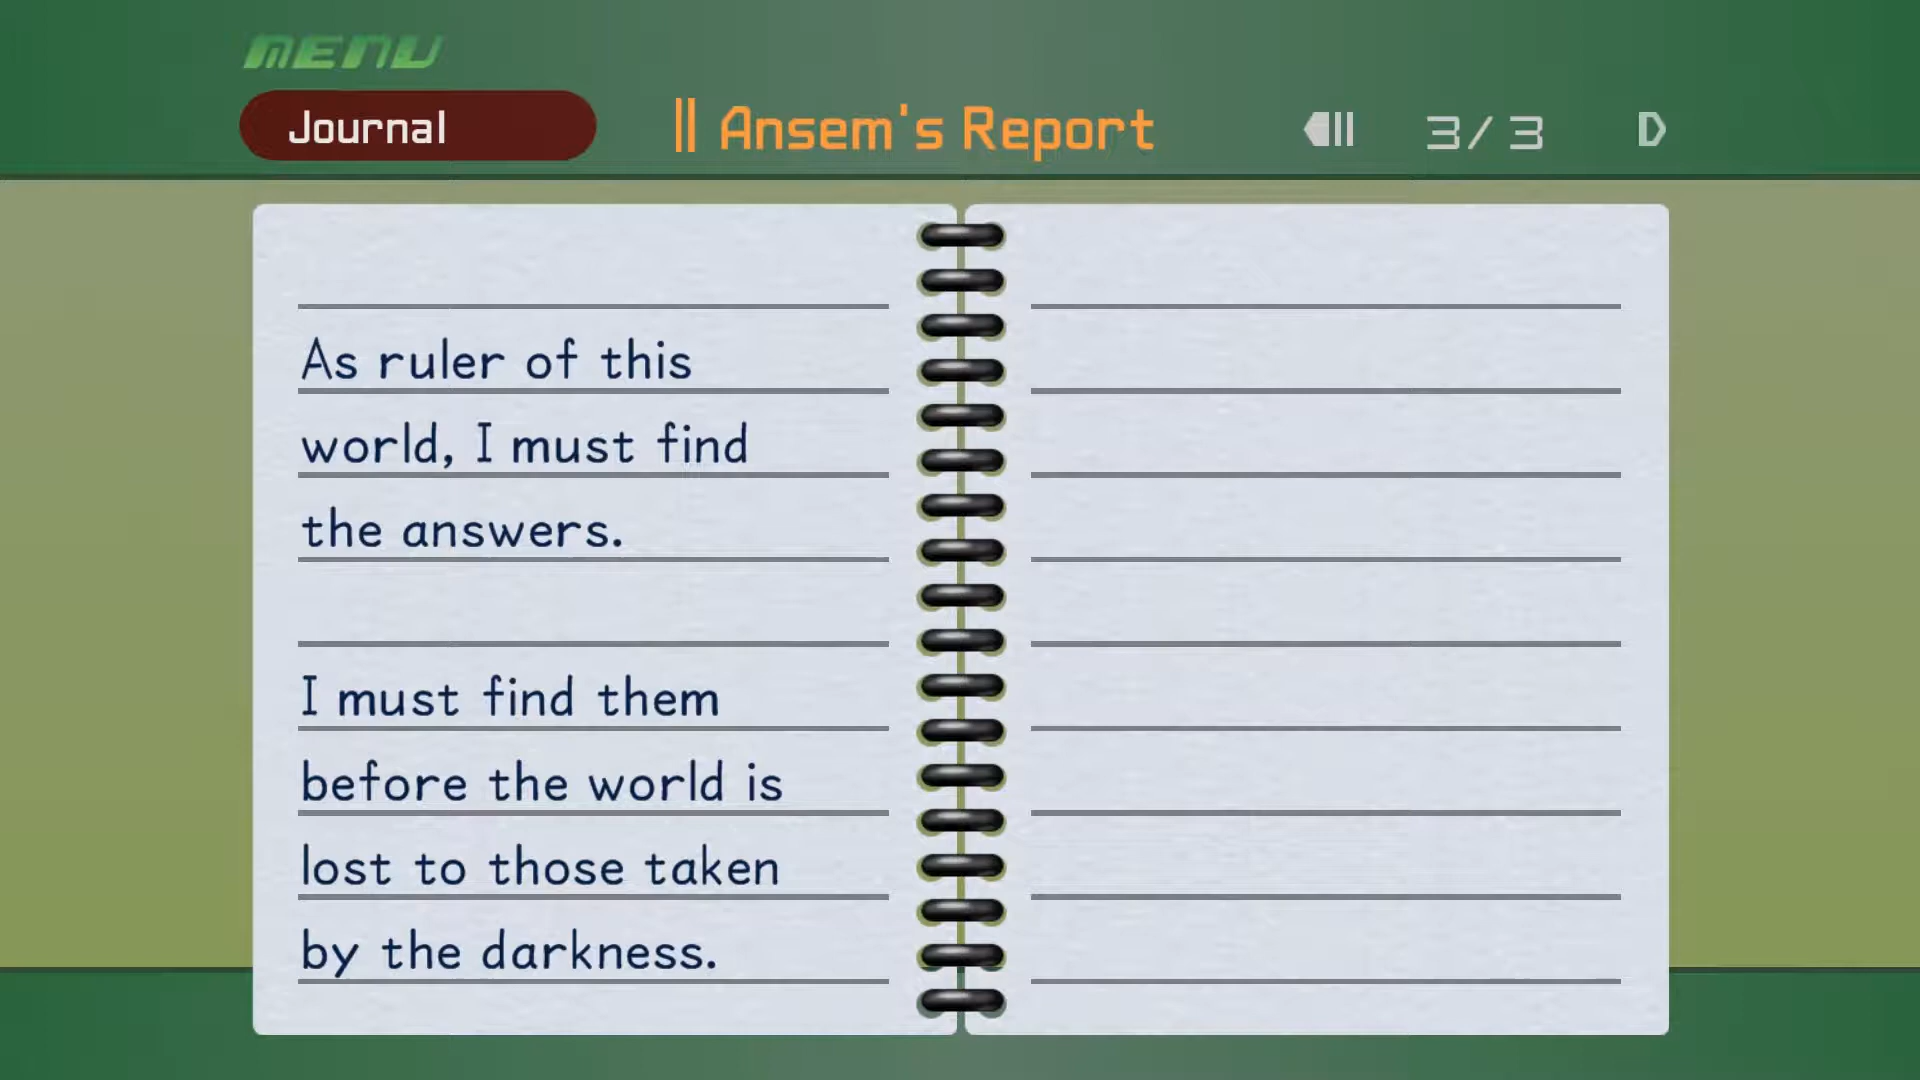 MENU
Journal
Ansem's Report
3/3
As ruler of this
world, I must find
the answers.
I must find them
before the world is
lost to those taken
by the darkness.